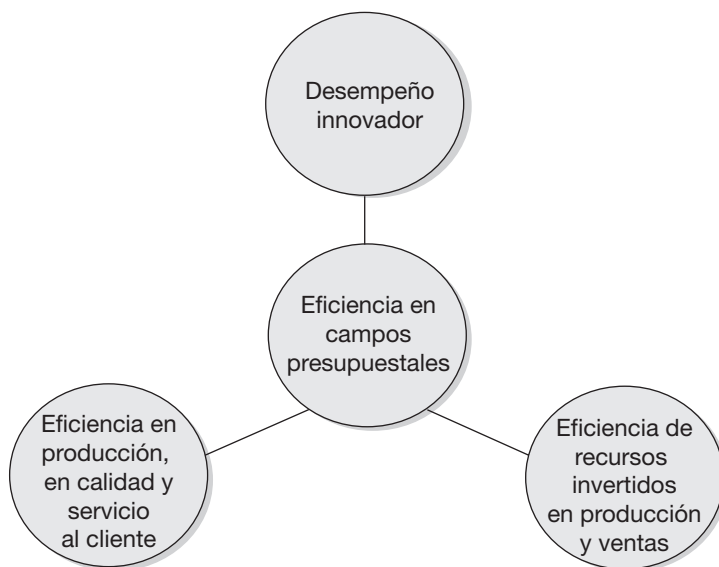 Desempeño
innovador
Eficiencia en
campos
presupuestales
Eficiencia en
producción,
en calidad y
servicio
al cliente
Eficiencia de
recursos
invertidos
en producción
y ventas